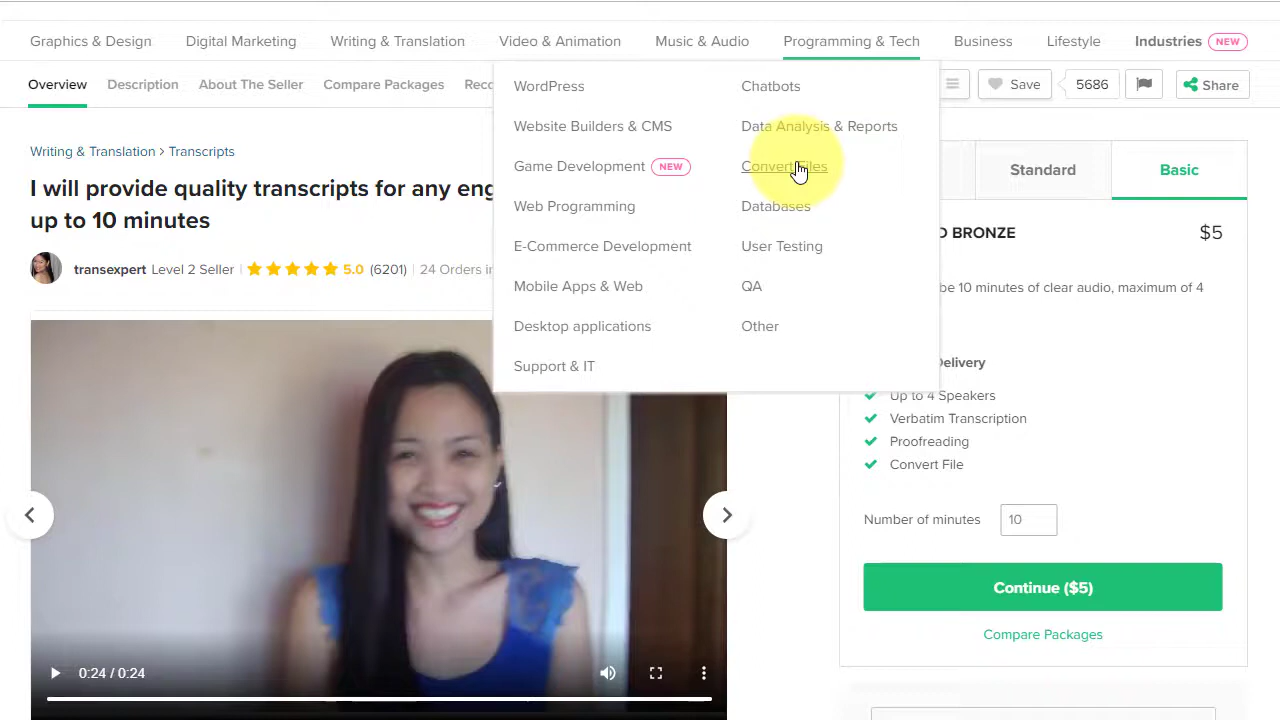 Graphics & Design Digital Marketing Writing & Translation Video & Animation Music & Audio Programming & Tech Business Lifestyle Industries NEW
Overview Description About The Seller Compare Packages Reco
Save 5686 Share
WordPress
Website Builders & CMS
Game Development NEW
Web Programming
E-Commerce Development
Mobile Apps & Web
Desktop applications
Support & IT
Chatbots
Data Analysis & Reports
Convert Files
Databases
User Testing
QA
Other
Writing & Translation > Transcripts
I will provide quality transcripts for any eng
up to 10 minutes
transexpert Level 2 Seller 5.0 (6201) 24 Orders in
0:24 / 0:24
Standard Basic
BRONZE $5
be 10 minutes of clear audio, maximum of 4
Delivery
Up to 4 Speakers
Verbatim Transcription
Proofreading
Convert File
Number of minutes 10
Continue ($5)
Compare Packages